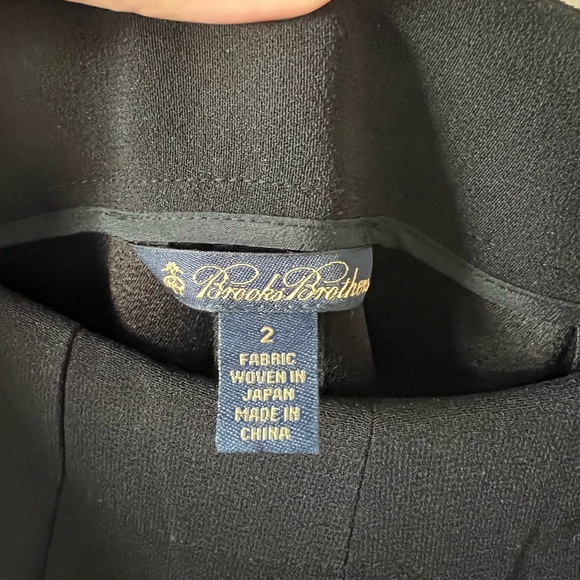 Brooks Brothers
2
FABRIC
WOVEN IN
JAPAN
MADE IN
CHINA